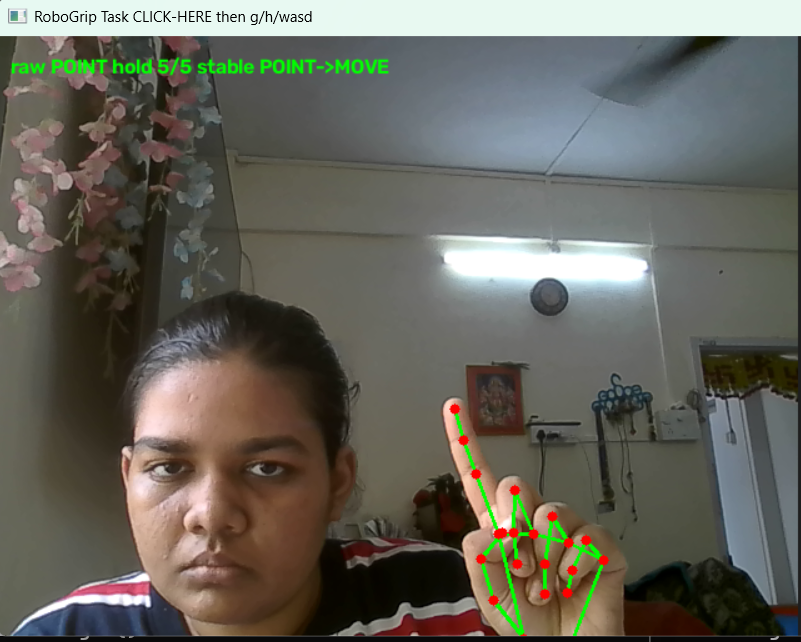 RoboGrip Task CLICK-HERE then g/h/wasd
raw POINT hold 5/5 stable POINT->MOVE